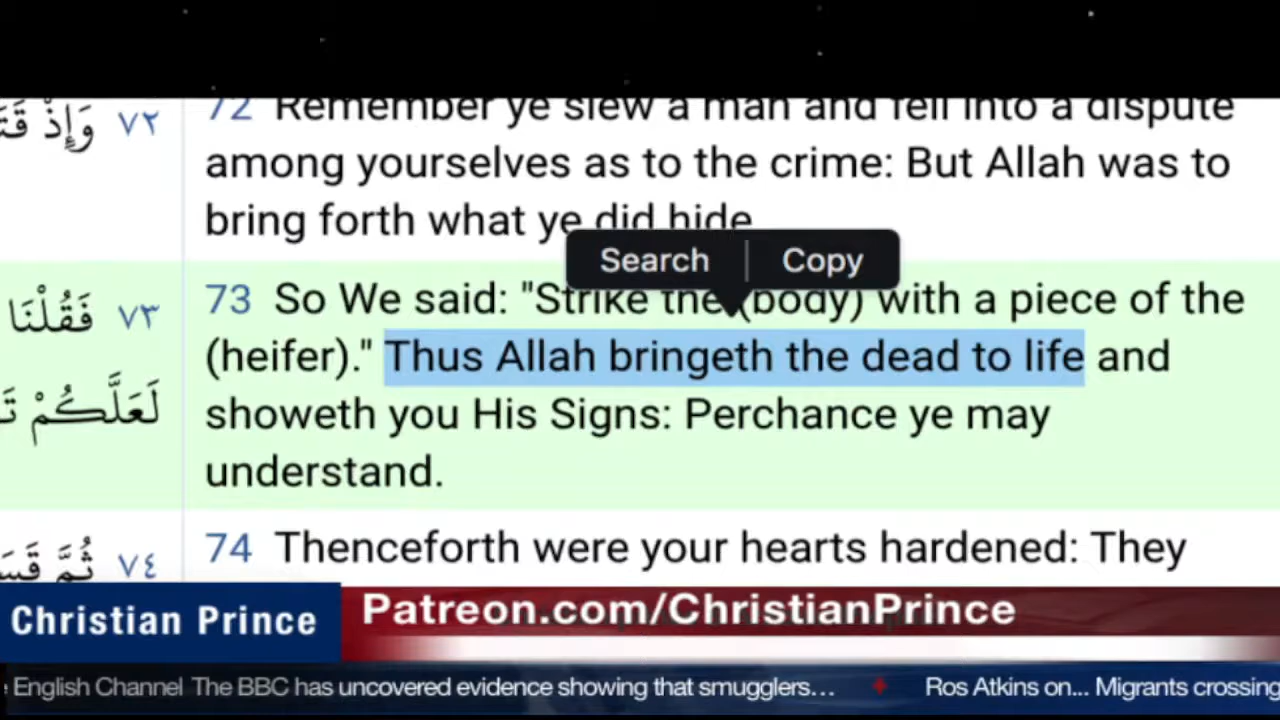 72 Remember ye slew a man and fell into a dispute
وَإِذْ ٧٢
among yourselves as to the crime: But Allah was to
bring forth what ye did hide
Search Copy
73 So We said: "Strike the (body) with a piece of the
فَقُلْنَا ٧٣
(heifer)." Thus Allah bringeth the dead to life and
showeth you His Signs: Perchance ye may
لَعَلَّكُمْ
understand.
74 Thenceforth were your hearts hardened: They
ثُمَّ ٧٤
Christian Prince
Patreon.com/ChristianPrince
English Channel The BBC has uncovered evidence showing that smugglers... Ros Atkins on... Migrants crossing